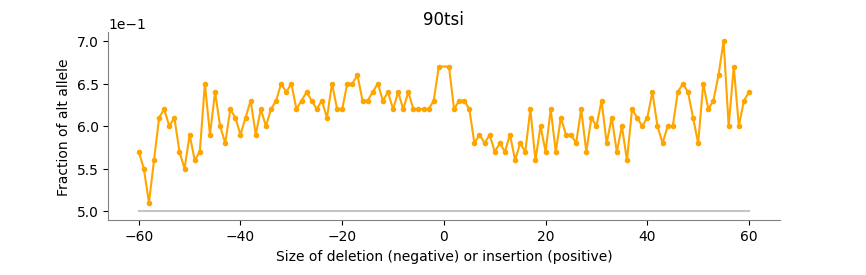 90tsi
1e−1
7.0
6.5
6.0
5.5
5.0
Fraction of alt allele
−60 −40 −20 0 20 40 60
Size of deletion (negative) or insertion (positive)